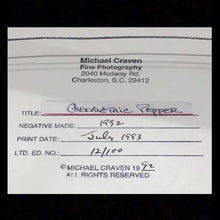 Michael Craven
Fine Photography
2040 Medway Rd.
Charleston, S.C. 29412
TITLE: Geometric Pepper
NEGATIVE MADE: 1992
PRINT DATE: July 1993
LTD. ED. NO.: 12/100
©MICHAEL CRAVEN 1992
ALL RIGHTS RESERVED